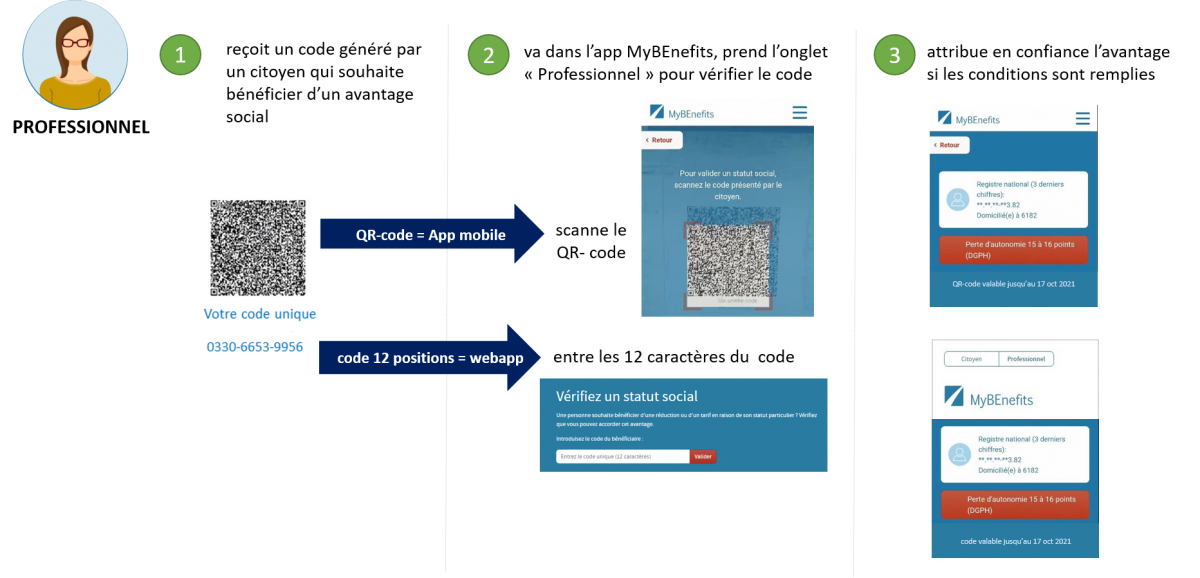 PROFESSIONNEL
1
reçoit un code généré par
un citoyen qui souhaite
bénéficier d’un avantage
social
Votre code unique
0330-6653-9956
QR-code = App mobile
code 12 positions = webapp
2
va dans l’app MyBEnefits, prend l’onglet
« Professionnel » pour vérifier le code
MyBEnefits
< Retour
Pour valider un statut social,
scannez le code présenté par le
citoyen.
scanne le
QR- code
entre les 12 caractères du code
Vérifiez un statut social
Une personne souhaite bénéficier d'une réduction ou d'un tarif en raison de son statut particulier ? Vérifiez
que vous pouvez accorder cet avantage.
Introduisez le code du bénéficiaire :
Entrez le code unique (12 caractères)
Valider
3
attribue en confiance l’avantage
si les conditions sont remplies
MyBEnefits
< Retour
Registre national (3 derniers
chiffres):
**.**.**-**3.82
Domicilié(e) à 6182
Perte d'autonomie 15 à 16 points
(DGPH)
QR-code valable jusqu'au 17 oct 2021
Citoyen
Professionnel
MyBEnefits
Registre national (3 derniers
chiffres):
**.**.**-**3.82
Domicilié(e) à 6182
Perte d'autonomie 15 à 16 points
(DGPH)
code valable jusqu'au 17 oct 2021